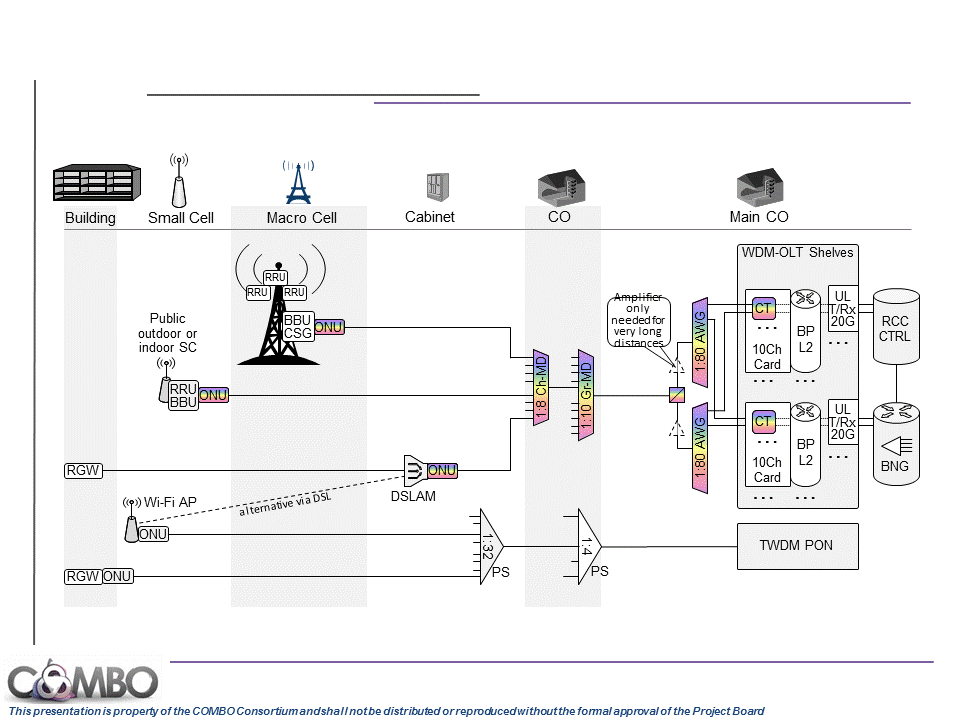 Building
Small Cell
Macro Cell
Cabinet
CO
Main CO
WDM-OLT Shelves
RRU
RRU
RRU
BBU
CSG
ONU
Public
outdoor or
indoor SC
RRU
BBU
ONU
Amplifier
only
needed for
very long
distances
1:8 Ch-MD
1:10 Gr-MD
1:80 AWG
1:80 AWG
CT
...
10Ch
Card
...
BP
L2
...
UL
T/Rx
20G
...
RCC
CTRL
CT
...
10Ch
Card
...
BP
L2
...
UL
T/Rx
20G
...
BNG
RGW
ONU
DSLAM
Wi-Fi AP
alternative via DSL
ONU
RGW
ONU
1:32
PS
1:4
PS
TWDM PON
COMBO
This presentation is property of the COMBO Consortium and shall not be distributed or reproduced without the formal approval of the Project Board